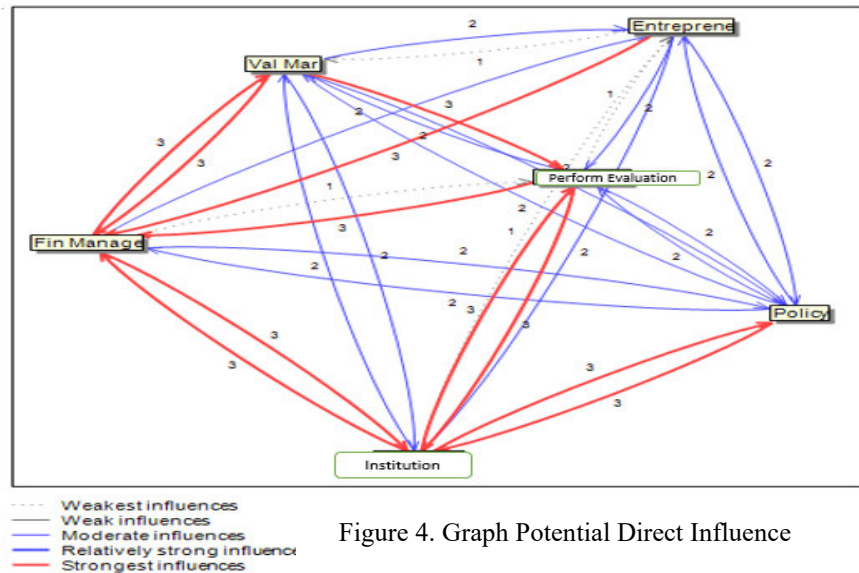 Entreprene
2
Val Mar
1
1
3
2
2
2
3
3
3
2
2
Perform Evaluation
2
1
2
3
1
Fin Manage
2
2
2
2
2
2
3
3
Policy
3
3
3
3
3
Institution
Weakest influences
Weak influences
Moderate influences
Relatively strong influence
Strongest influences
Figure 4. Graph Potential Direct Influence